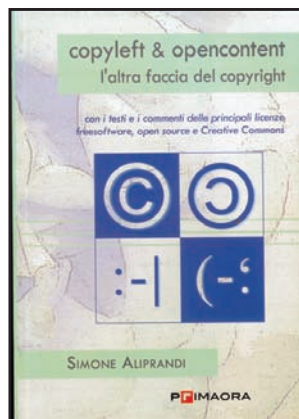 copyleft & opencontent
l'altra faccia del copyright
con i testi e i commenti delle principali licenze
freesoftware, open source e Creative Commons
:-| (-:
SIMONE ALIPRANDI
PRIMAORA